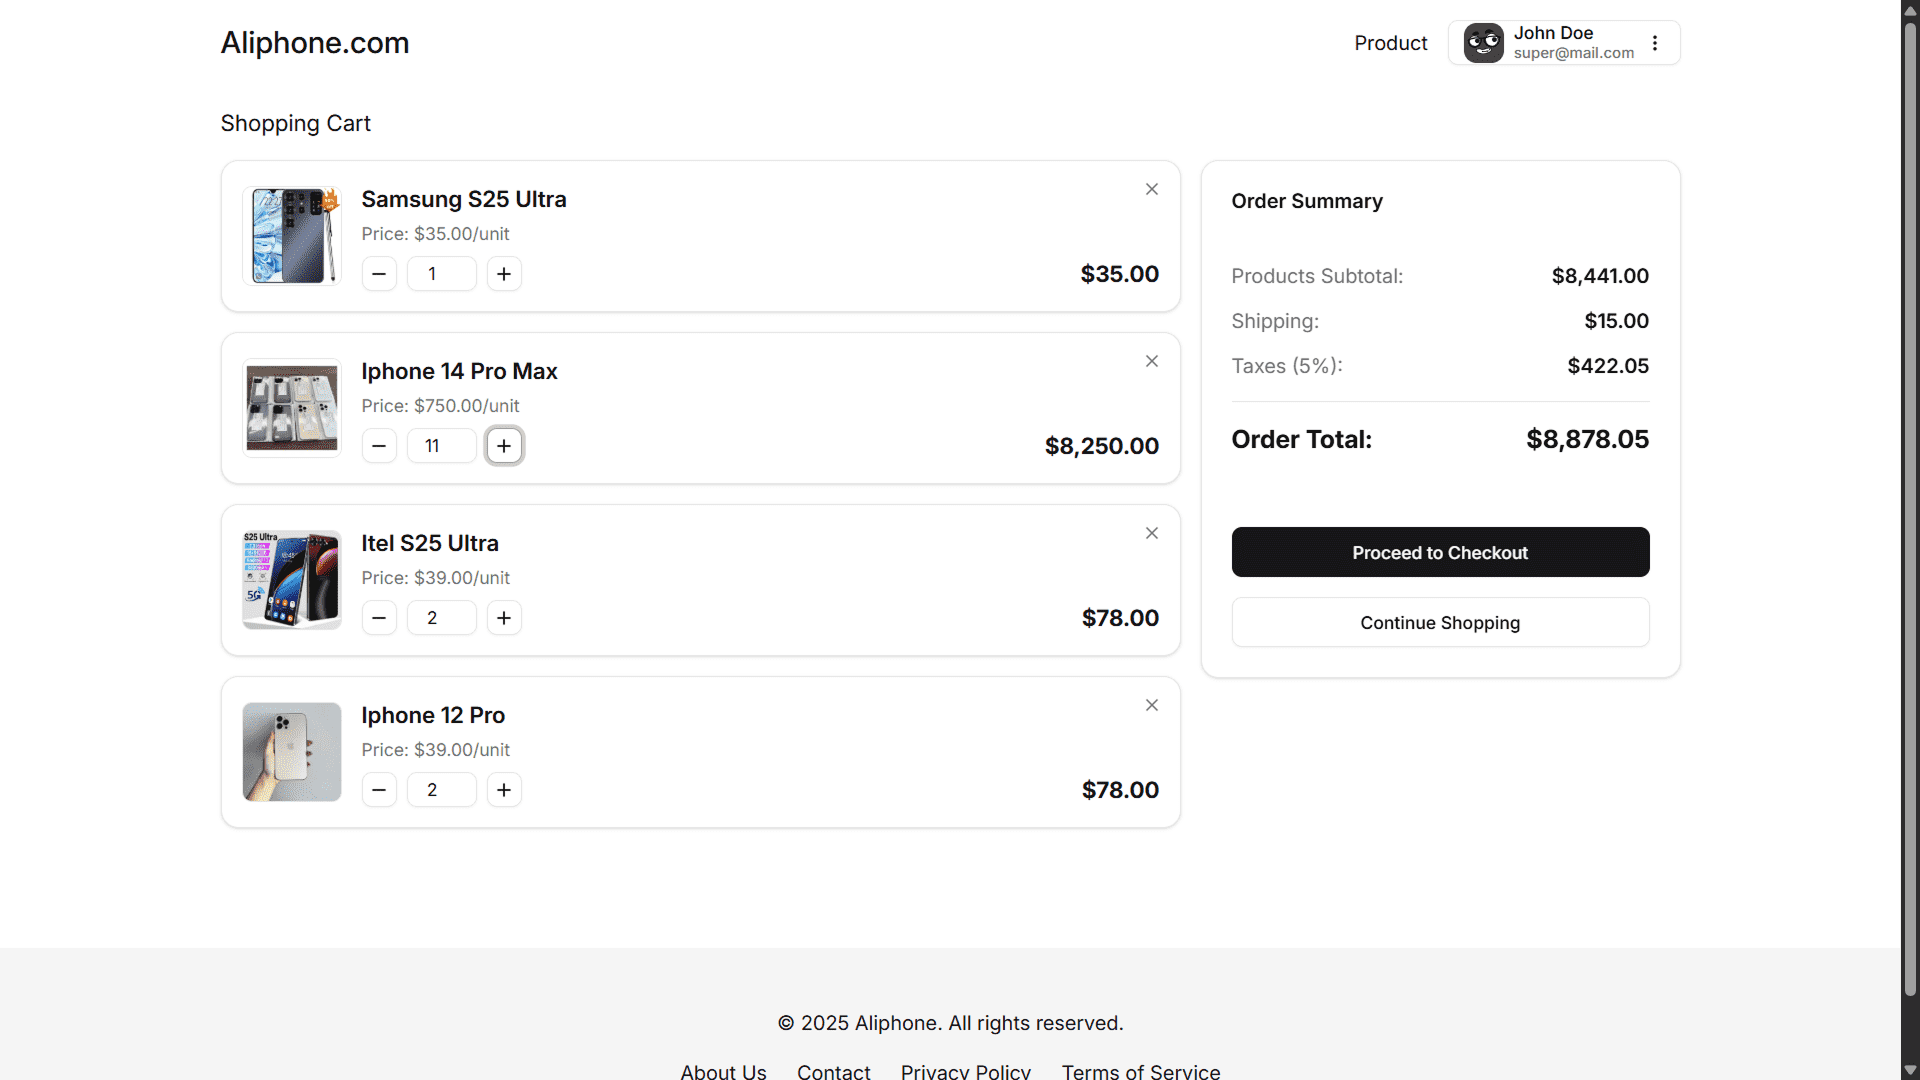 Aliphone.com
Product
John Doe
super@mail.com
Shopping Cart
Samsung S25 Ultra
Price: $35.00/unit
1
$35.00
Iphone 14 Pro Max
Price: $750.00/unit
11
$8,250.00
S25 Ultra
5G
Itel S25 Ultra
Price: $39.00/unit
2
$78.00
Iphone 12 Pro
Price: $39.00/unit
2
$78.00
Order Summary
Products Subtotal: $8,441.00
Shipping: $15.00
Taxes (5%): $422.05
Order Total: $8,878.05
Proceed to Checkout
Continue Shopping
© 2025 Aliphone. All rights reserved.
About Us Contact Privacy Policy Terms of Service